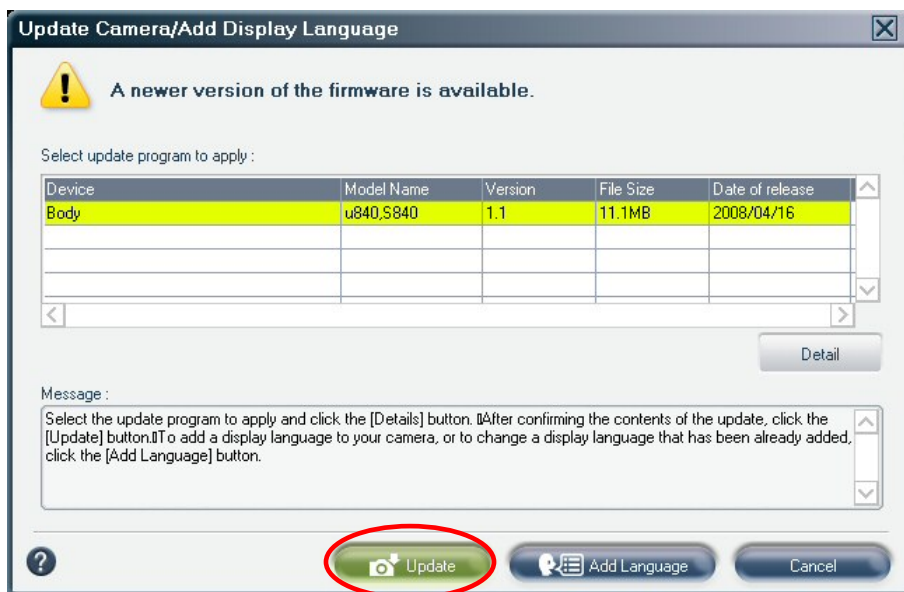 Update Camera/Add Display Language
A newer version of the firmware is available.
Select update program to apply :
Device Model Name Version File Size Date of release
Body u840,S840 1.1 11.1MB 2008/04/16
Detail
Message :
Select the update program to apply and click the [Details] button. After confirming the contents of the update, click the
[Update] button. To add a display language to your camera, or to change a display language that has been already added,
click the [Add Language] button.
? Update Add Language Cancel